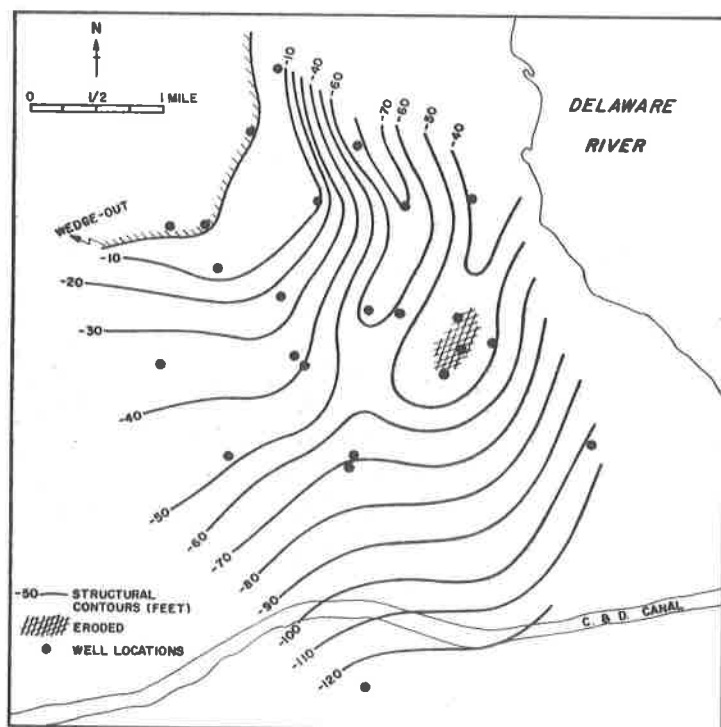 N
0 1/2 1 MILE
-10
-40
-60
-70
-60
-50
-40
DELAWARE
RIVER
WEDGE-OUT
-10
-20
-30
-40
-50
-60
-70
-80
-90
-100
-110
-120
C. & D. CANAL
-50 STRUCTURAL
CONTOURS (FEET)
ERODED
WELL LOCATIONS